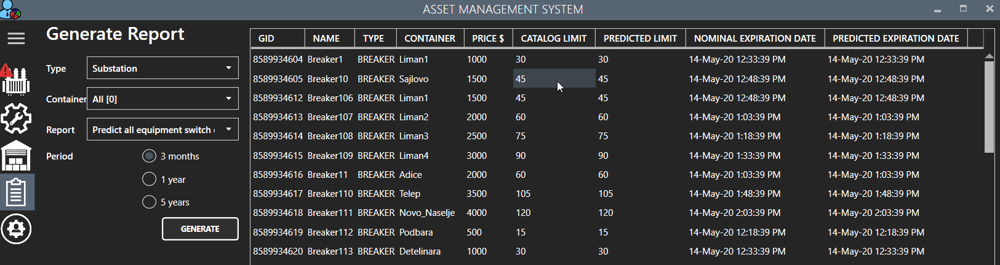 ASSET MANAGEMENT SYSTEM
Generate Report
Type Substation
Container All [0]
Report Predict all equipment switch
Period 3 months
1 year
5 years
GENERATE
GID NAME TYPE CONTAINER PRICE $ CATALOG LIMIT PREDICTED LIMIT NOMINAL EXPIRATION DATE PREDICTED EXPIRATION DATE
8589934604 Breaker1 BREAKER Liman1 1000 30 30 14-May-20 12:33:39 PM 14-May-20 12:33:39 PM
8589934605 Breaker10 BREAKER Sajlovo 1500 45 45 14-May-20 12:48:39 PM 14-May-20 12:48:39 PM
8589934612 Breaker106 BREAKER Liman1 1500 45 45 14-May-20 12:48:39 PM 14-May-20 12:48:39 PM
8589934613 Breaker107 BREAKER Liman2 2000 60 60 14-May-20 1:03:39 PM 14-May-20 1:03:39 PM
8589934614 Breaker108 BREAKER Liman3 2500 75 75 14-May-20 1:18:39 PM 14-May-20 1:18:39 PM
8589934615 Breaker109 BREAKER Liman4 3000 90 90 14-May-20 1:33:39 PM 14-May-20 1:33:39 PM
8589934616 Breaker11 BREAKER Adice 2000 60 60 14-May-20 1:03:39 PM 14-May-20 1:03:39 PM
8589934617 Breaker110 BREAKER Telep 3500 105 105 14-May-20 1:48:39 PM 14-May-20 1:48:39 PM
8589934618 Breaker111 BREAKER Novo_Naselje 4000 120 120 14-May-20 2:03:39 PM 14-May-20 2:03:39 PM
8589934619 Breaker112 BREAKER Podbara 500 15 15 14-May-20 12:18:39 PM 14-May-20 12:18:39 PM
8589934620 Breaker113 BREAKER Detelinara 1000 30 30 14-May-20 12:33:39 PM 14-May-20 12:33:39 PM